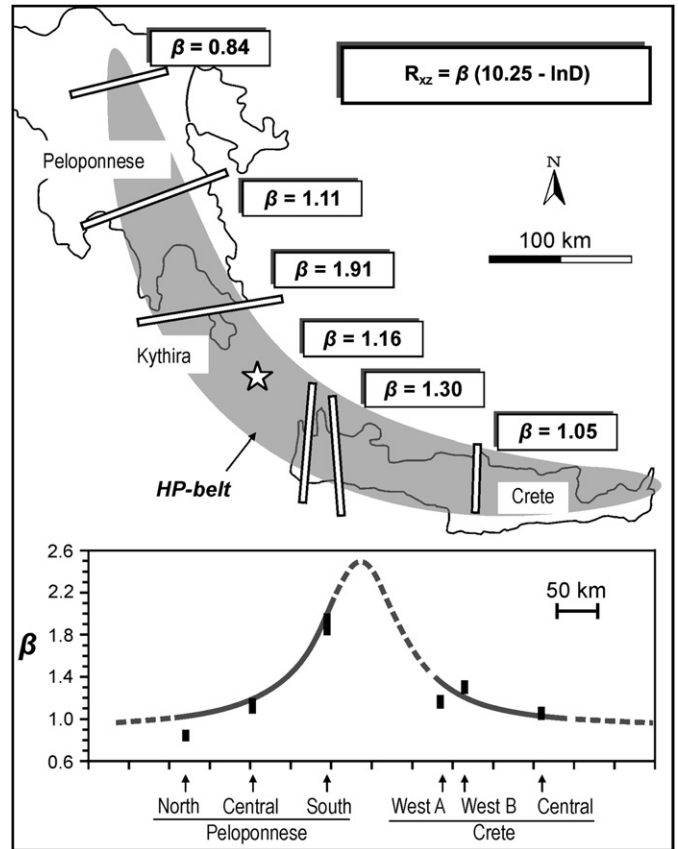 β = 0.84
R_xz = β (10.25 - lnD)
Peloponnese
N
β = 1.11
100 km
β = 1.91
β = 1.16
Kythira
β = 1.30
β = 1.05
HP-belt
Crete
2.6
2.2
1.8
1.4
1.0
0.6
β
50 km
North Central South West A West B Central
Peloponnese Crete